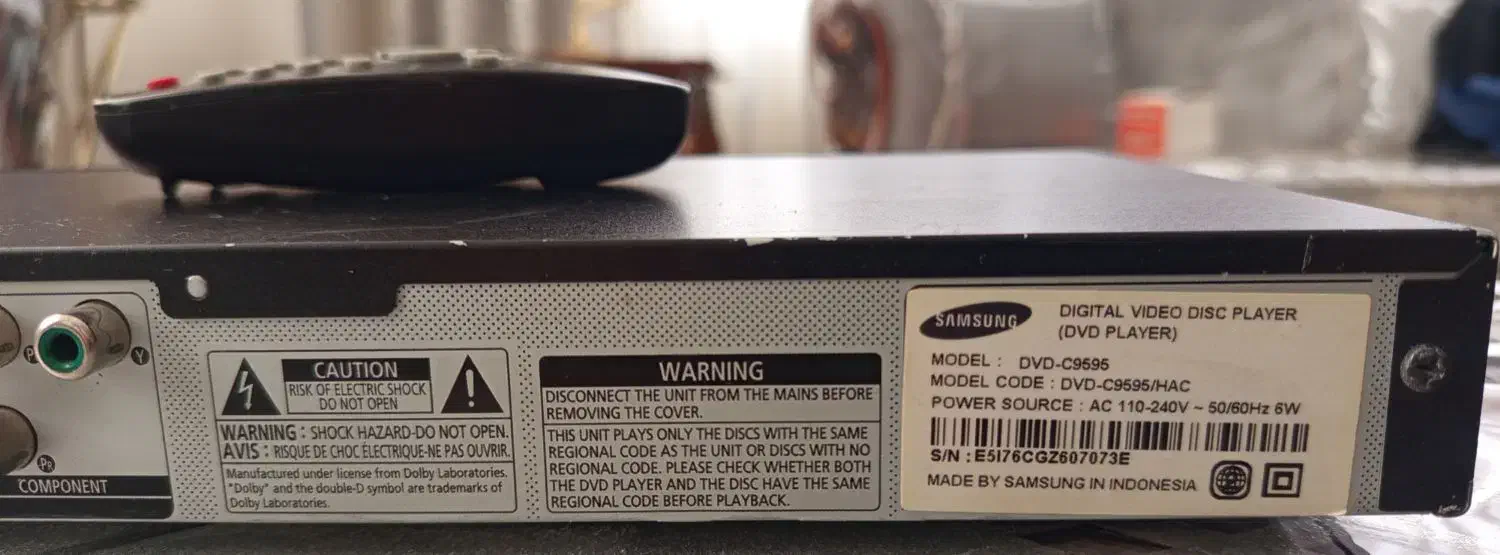 P
Y
PR
COMPONENT
CAUTION
RISK OF ELECTRIC SHOCK
DO NOT OPEN
WARNING : SHOCK HAZARD-DO NOT OPEN.
AVIS : RISQUE DE CHOC ÉLECTRIQUE-NE PAS OUVRIR.
Manufactured under license from Dolby Laboratories.
"Dolby" and the double-D symbol are trademarks of
Dolby Laboratories.
WARNING
DISCONNECT THE UNIT FROM THE MAINS BEFORE
REMOVING THE COVER.
THIS UNIT PLAYS ONLY THE DISCS WITH THE SAME
REGIONAL CODE AS THE UNIT OR DISCS WITH NO
REGIONAL CODE. PLEASE CHECK WHETHER BOTH
THE DVD PLAYER AND THE DISC HAVE THE SAME
REGIONAL CODE BEFORE PLAYBACK.
SAMSUNG
DIGITAL VIDEO DISC PLAYER
(DVD PLAYER)
MODEL : DVD-C9595
MODEL CODE : DVD-C9595/HAC
POWER SOURCE : AC 110-240V ~ 50/60Hz 6W
S/N : E5I76CGZ607073E
MADE BY SAMSUNG IN INDONESIA